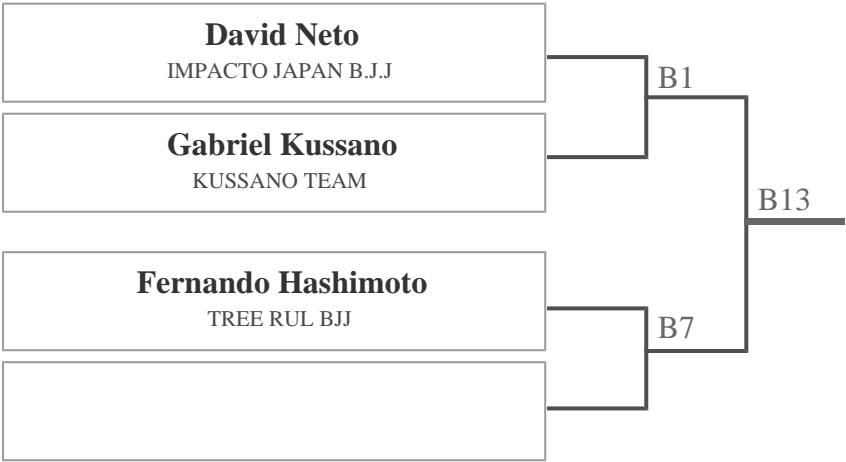 David Neto
IMPACTO JAPAN B.J.J
B1
Gabriel Kussano
KUSSANO TEAM
B13
Fernando Hashimoto
TREE RUL BJJ
B7